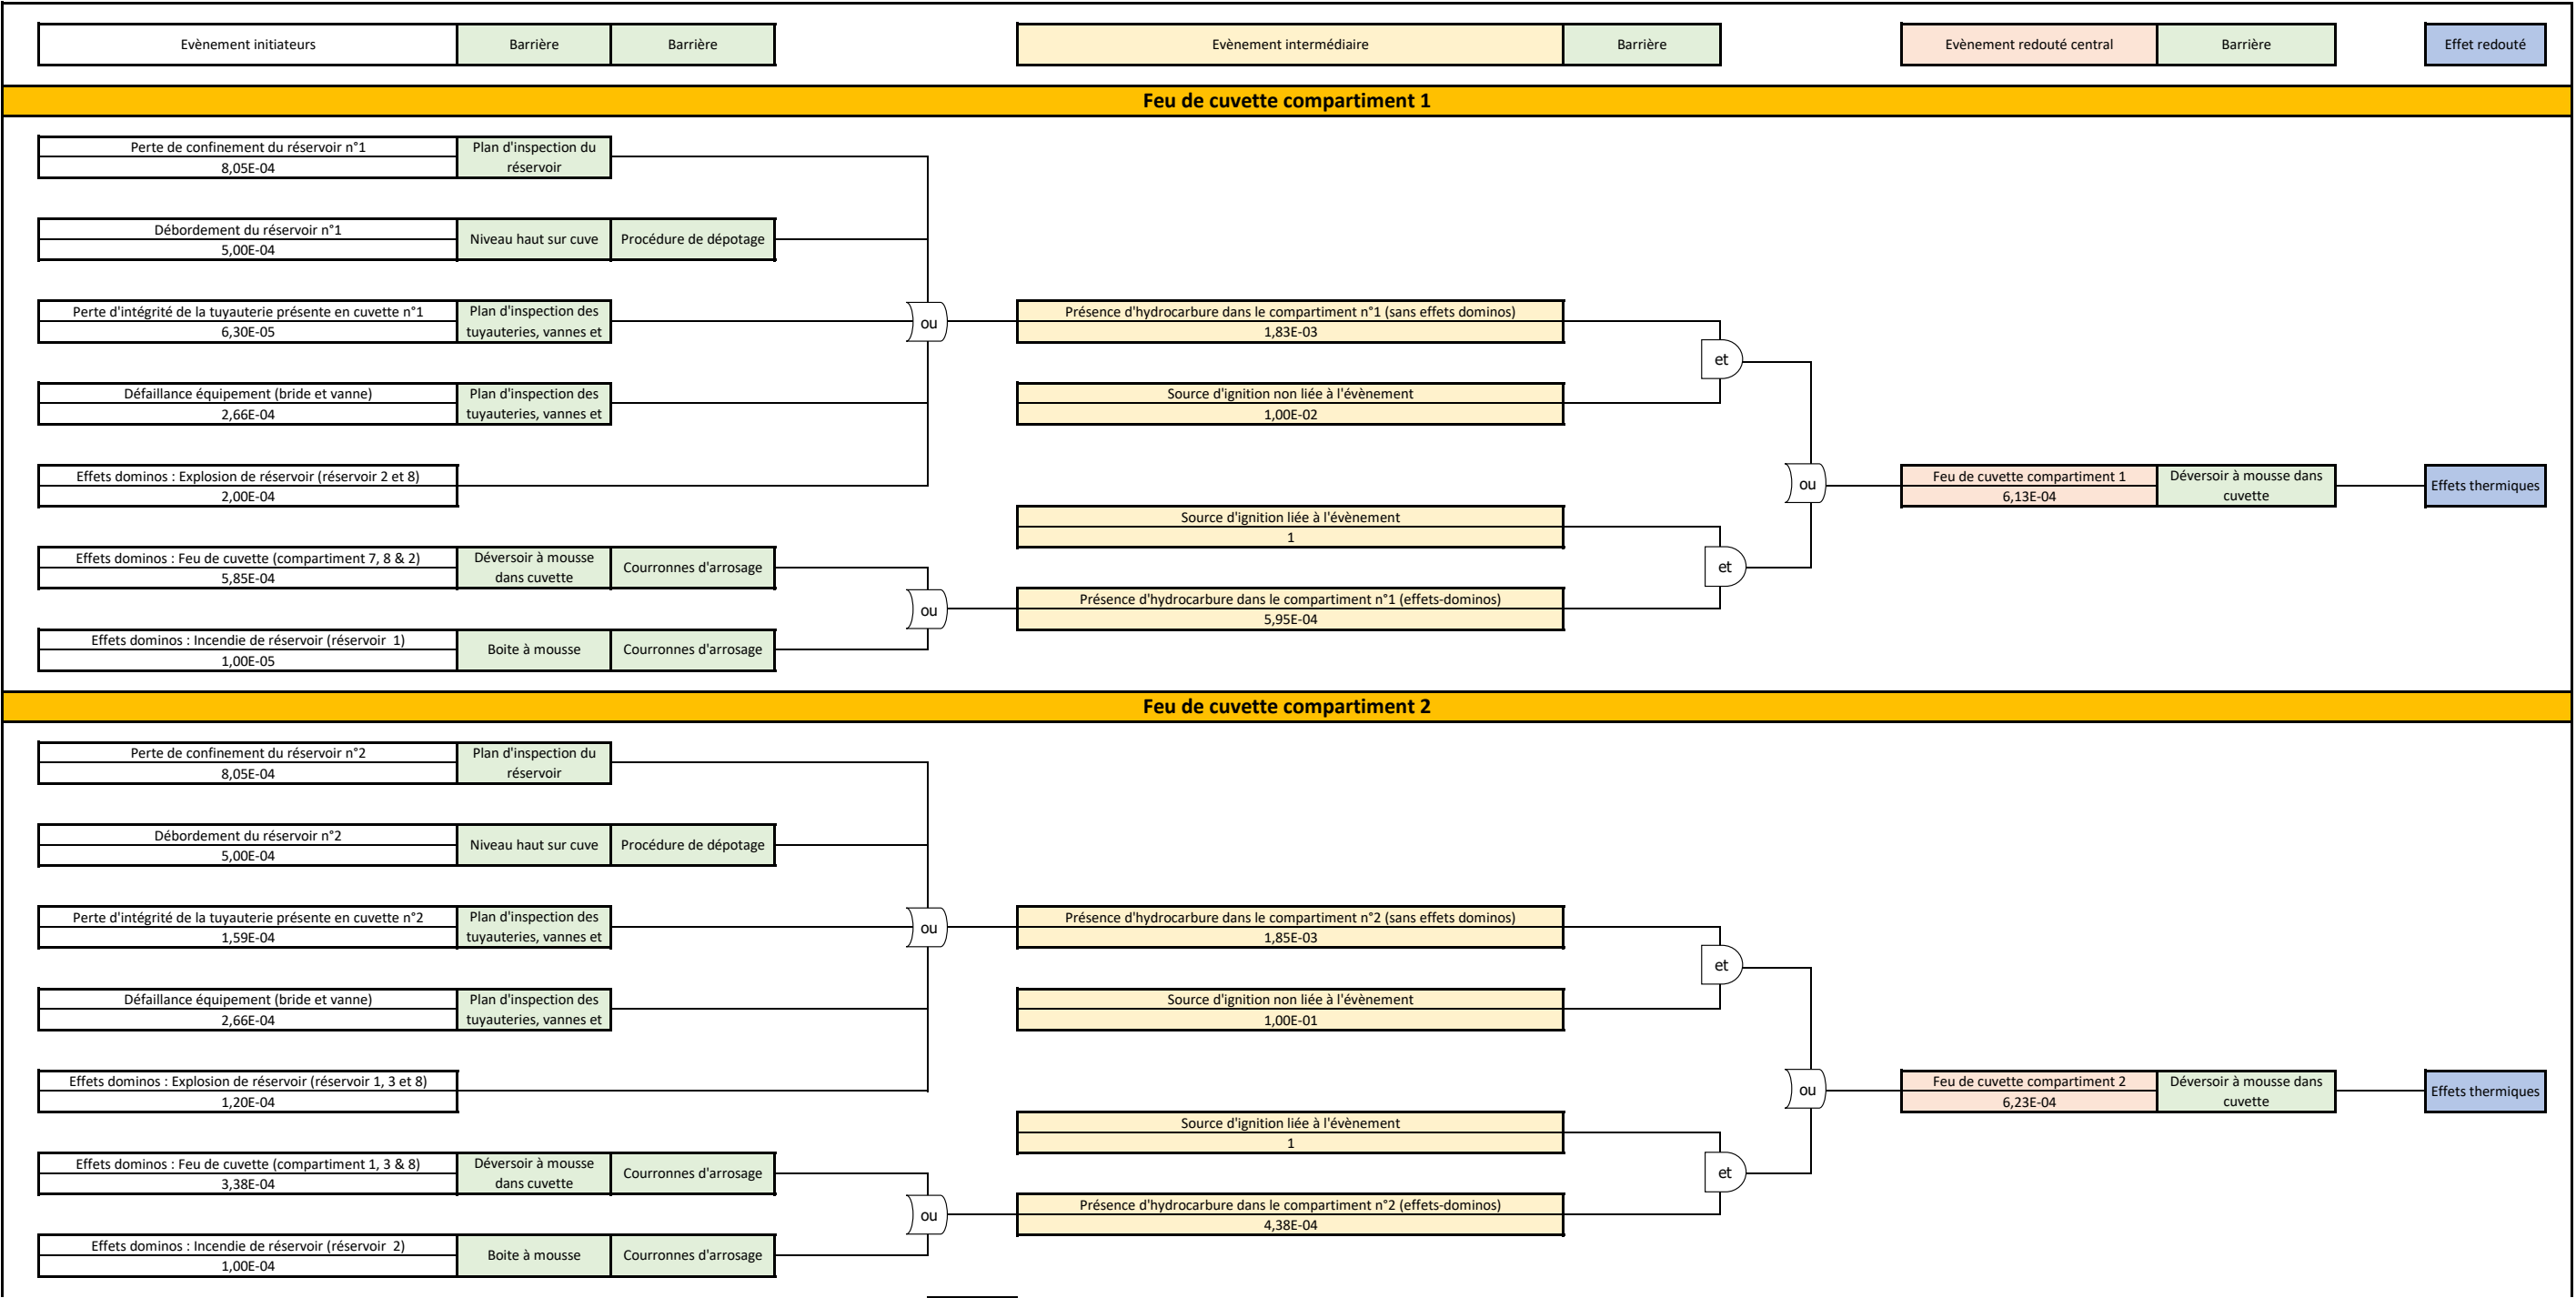 Evènement initiateurs
Barrière
Barrière
Evènement intermédiaire
Barrière
Evènement redouté central
Barrière
Effet redouté
Feu de cuvette compartiment 1
Perte de confinement du réservoir n°1
8,05E-04
Plan d'inspection du
réservoir
Débordement du réservoir n°1
5,00E-04
Niveau haut sur cuve
Procédure de dépotage
Perte d'intégrité de la tuyauterie présente en cuvette n°1
6,30E-05
Plan d'inspection des
tuyauteries, vannes et
ou
Présence d'hydrocarbure dans le compartiment n°1 (sans effets dominos)
1,83E-03
et
Défaillance équipement (bride et vanne)
2,66E-04
Plan d'inspection des
tuyauteries, vannes et
Source d'ignition non liée à l'évènement
1,00E-02
Effets dominos : Explosion de réservoir (réservoir 2 et 8)
2,00E-04
ou
Feu de cuvette compartiment 1
6,13E-04
Déversoir à mousse dans
cuvette
Effets thermiques
Source d'ignition liée à l'évènement
1
Effets dominos : Feu de cuvette (compartiment 7, 8 & 2)
5,85E-04
Déversoir à mousse
dans cuvette
Courronnes d'arrosage
et
ou
Présence d'hydrocarbure dans le compartiment n°1 (effets-dominos)
5,95E-04
Effets dominos : Incendie de réservoir (réservoir  1)
1,00E-05
Boite à mousse
Courronnes d'arrosage
Feu de cuvette compartiment 2
Perte de confinement du réservoir n°2
8,05E-04
Plan d'inspection du
réservoir
Débordement du réservoir n°2
5,00E-04
Niveau haut sur cuve
Procédure de dépotage
Perte d'intégrité de la tuyauterie présente en cuvette n°2
1,59E-04
Plan d'inspection des
tuyauteries, vannes et
ou
Présence d'hydrocarbure dans le compartiment n°2 (sans effets dominos)
1,85E-03
et
Défaillance équipement (bride et vanne)
2,66E-04
Plan d'inspection des
tuyauteries, vannes et
Source d'ignition non liée à l'évènement
1,00E-01
Effets dominos : Explosion de réservoir (réservoir 1, 3 et 8)
1,20E-04
ou
Feu de cuvette compartiment 2
6,23E-04
Déversoir à mousse dans
cuvette
Effets thermiques
Source d'ignition liée à l'évènement
1
Effets dominos : Feu de cuvette (compartiment 1, 3 & 8)
3,38E-04
Déversoir à mousse
dans cuvette
Courronnes d'arrosage
et
ou
Présence d'hydrocarbure dans le compartiment n°2 (effets-dominos)
4,38E-04
Effets dominos : Incendie de réservoir (réservoir  2)
1,00E-04
Boite à mousse
Courronnes d'arrosage